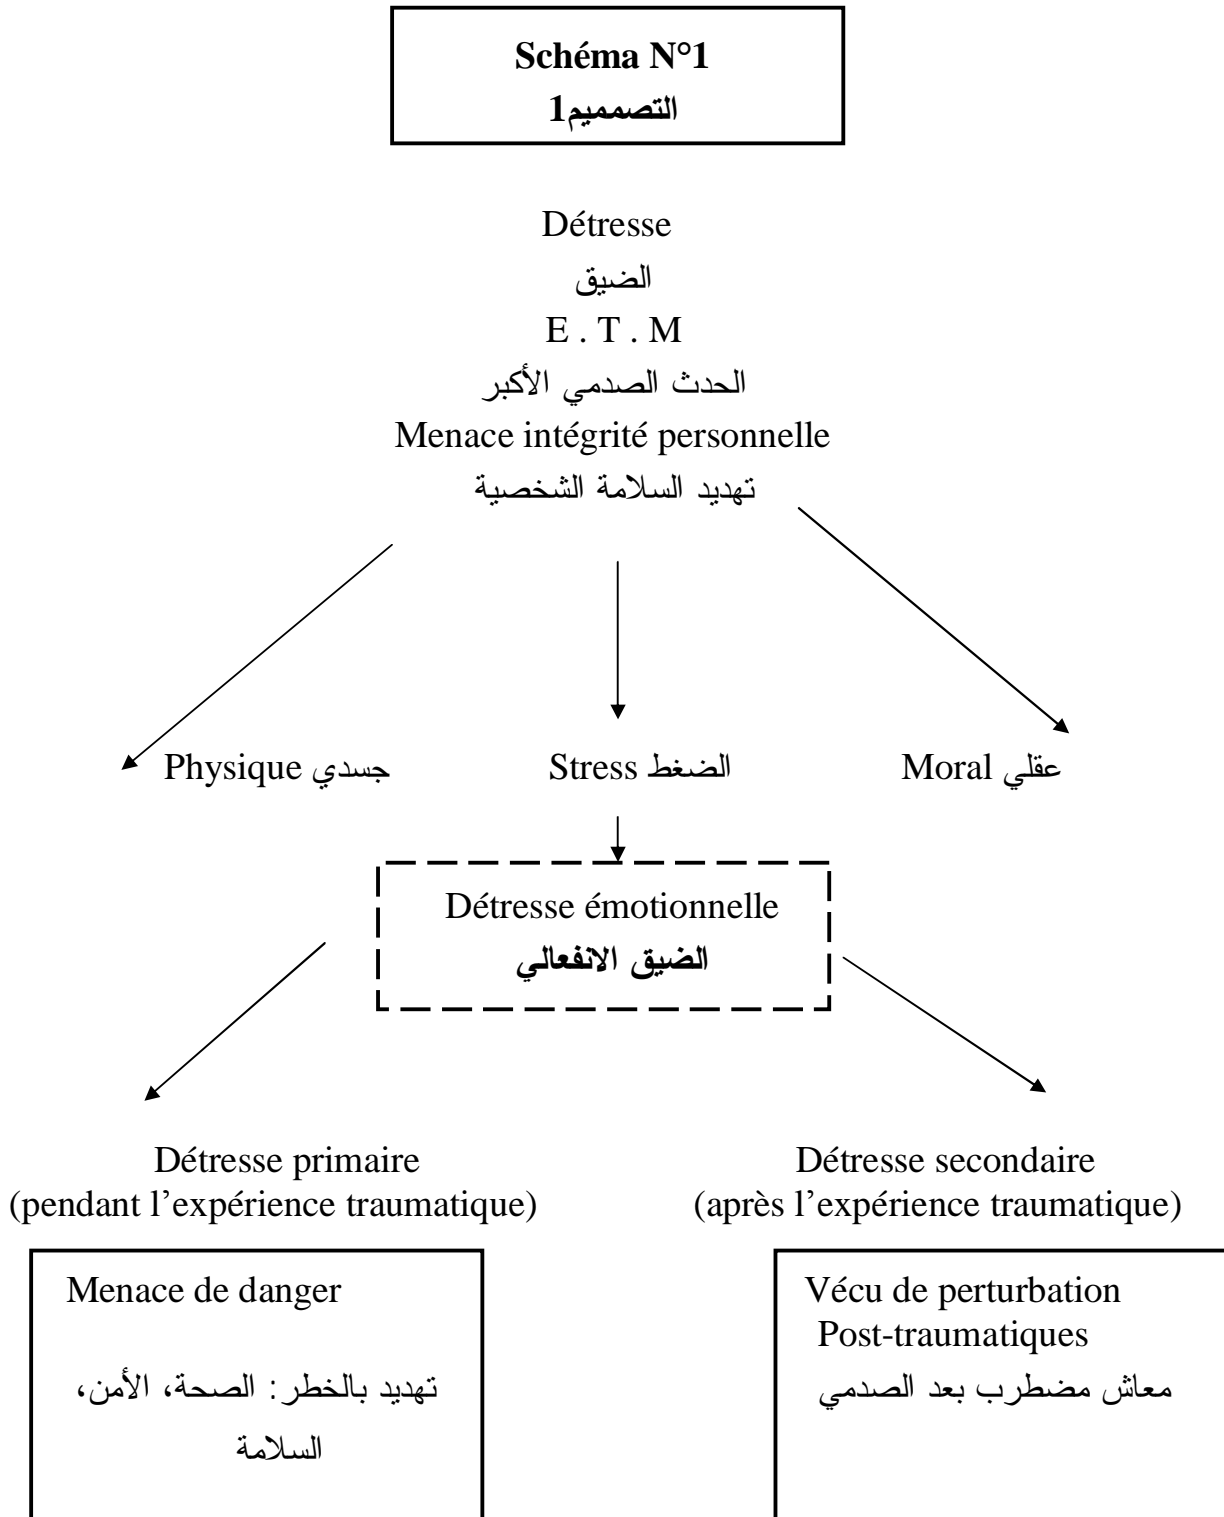 Schéma N°1
التصمميم1
Détresse
الضيق
E . T . M
الحدث الصدمي الأكبر
Menace intégrité personnelle
تهديد السلامة الشخصية
Physique جسدي
Stress الضغط
Moral عقلي
Détresse émotionnelle
الضيق الانفعالي
Détresse primaire
(pendant l’expérience traumatique)
Détresse secondaire
(après l’expérience traumatique)
Menace de danger
تهديد بالخطر: الصحة، الأمن،
السلامة
Vécu de perturbation
Post-traumatiques
معاش مضطرب بعد الصدمي